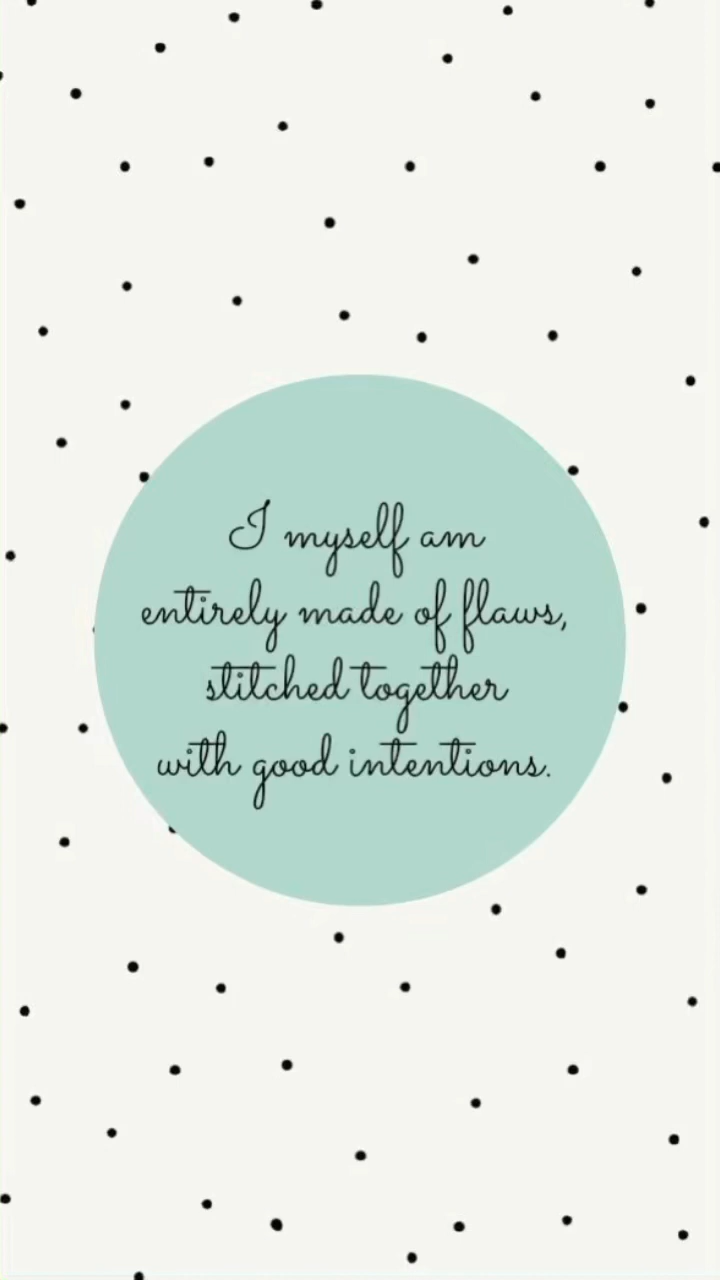 I myself am
entirely made of flaws,
stitched together
with good intentions.